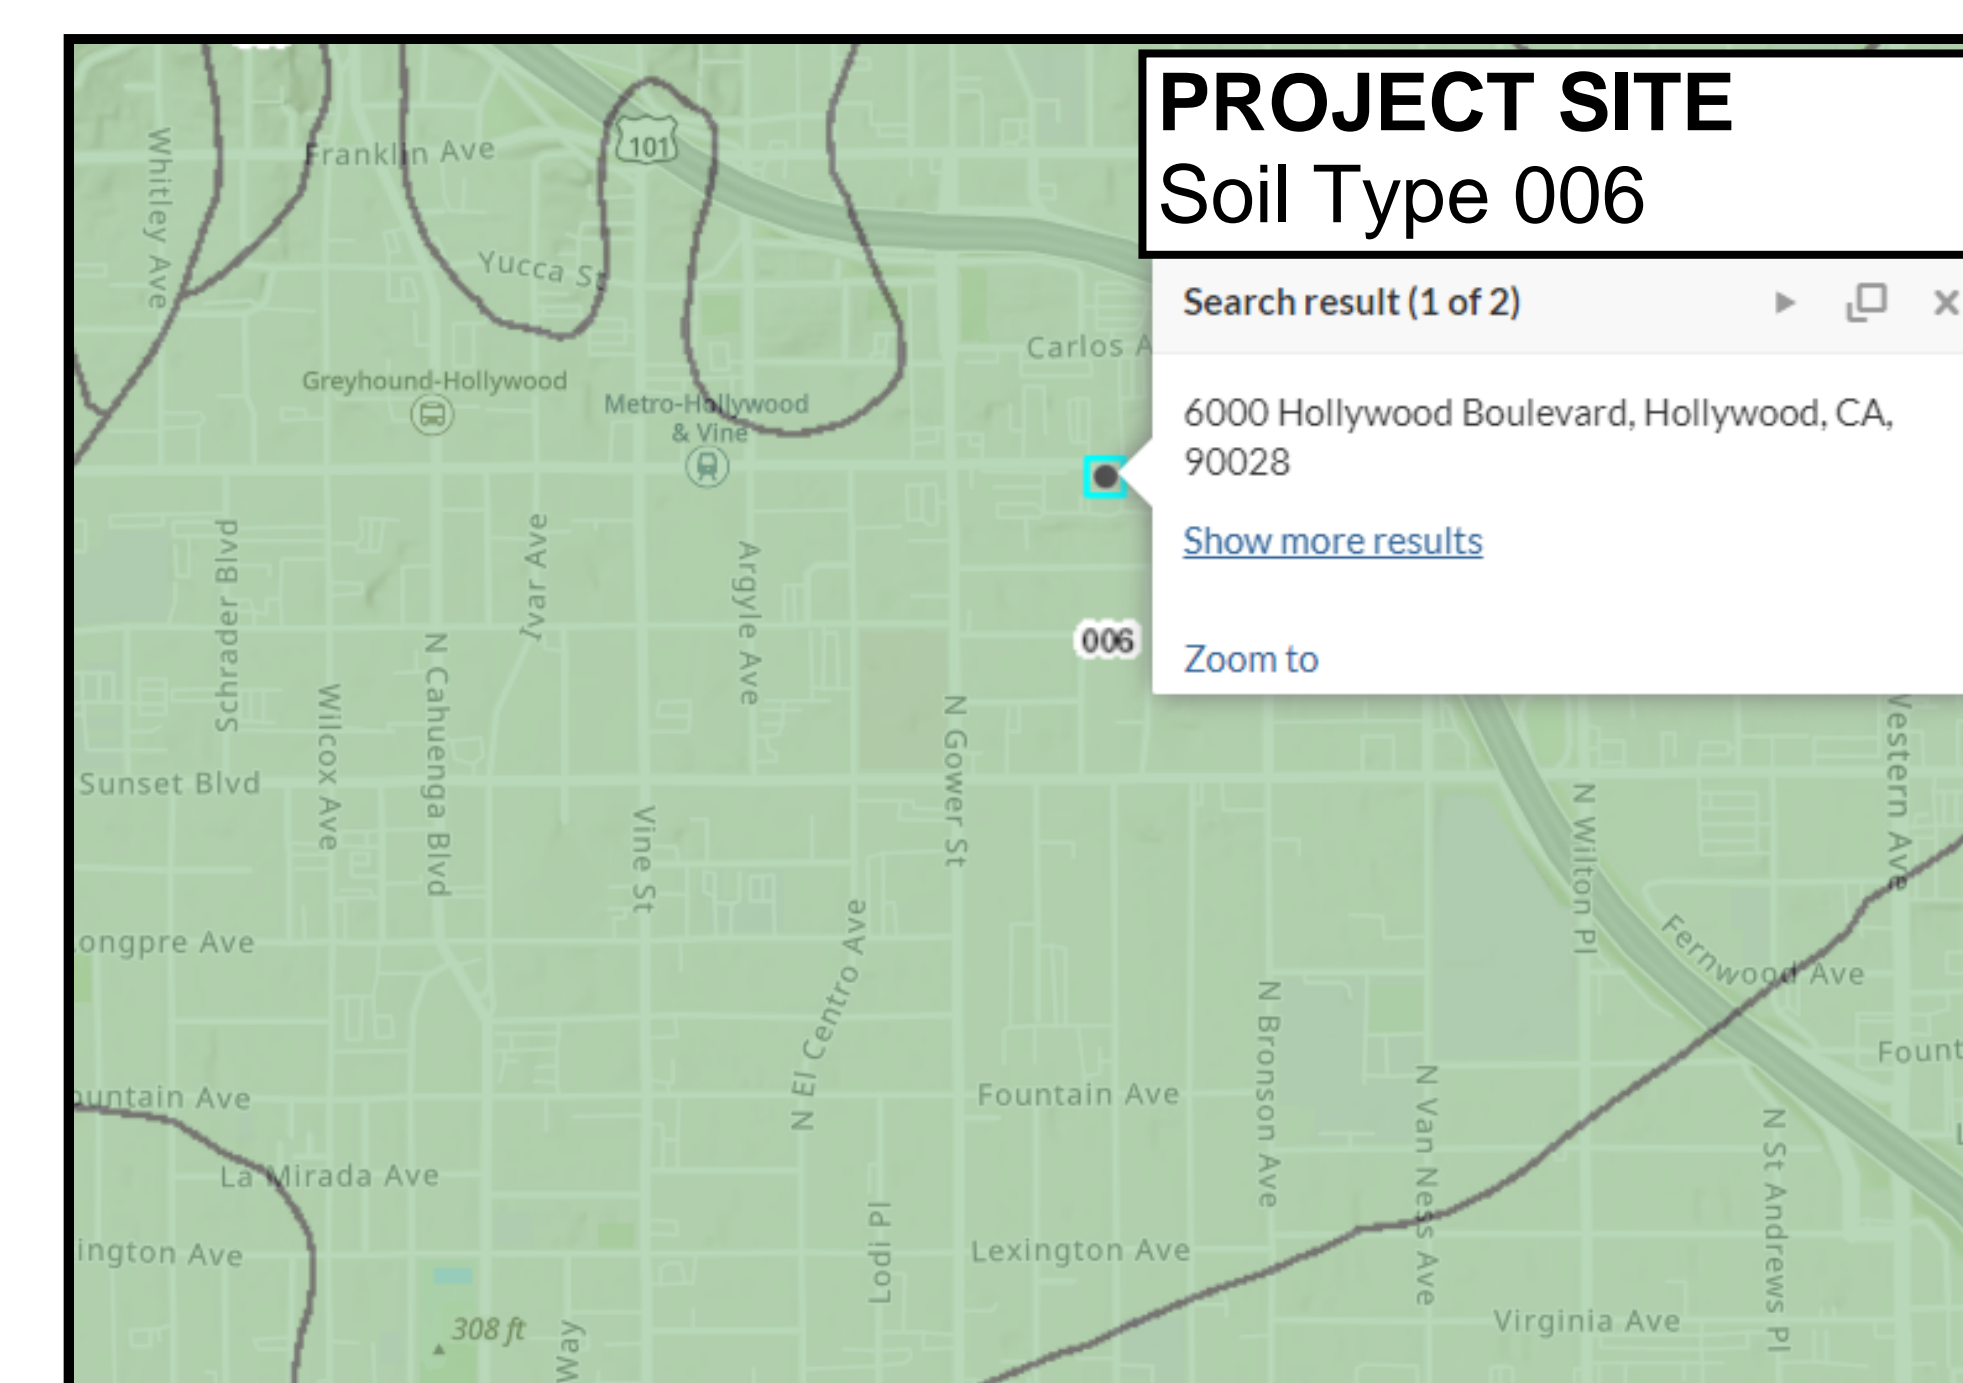 PROJECT SITE
Soil Type 006
Search result (1 of 2)
6000 Hollywood Boulevard, Hollywood, CA,
90028
Show more results
Zoom to
101
Franklin Ave
Whitley Ave
Yucca St
Carlos A
Greyhound-Hollywood
Metro-Hollywood
& Vine
Schrader Blvd
Ivar Ave
Argyle Ave
006
N Cahuenga Blvd
Wilcox Ave
N Gower St
Western Ave
Sunset Blvd
Vine St
N Wilton Pl
ongpre Ave
N El Centro Ave
Fernwood Ave
N Bronson Ave
Fount
ountain Ave
Fountain Ave
N Van Ness Ave
N St Andrews Pl
La Mirada Ave
Lodi Pl
ington Ave
Lexington Ave
308 ft
Way
Virginia Ave